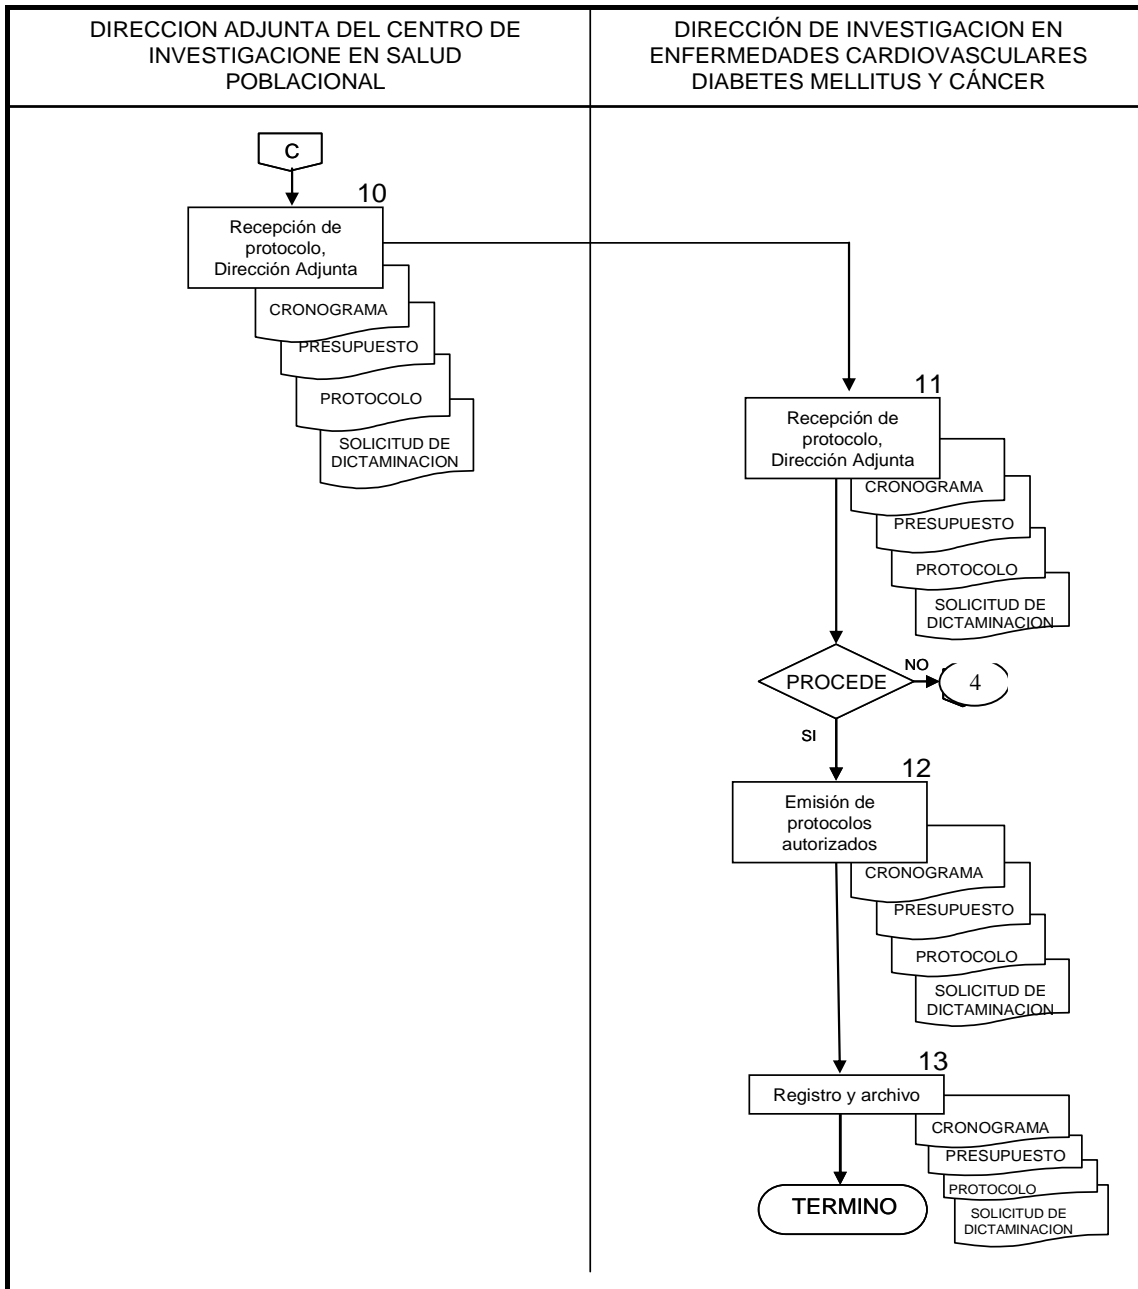 DIRECCION ADJUNTA DEL CENTRO DE
INVESTIGACIONE EN SALUD
POBLACIONAL
DIRECCIÓN DE INVESTIGACION EN
ENFERMEDADES CARDIOVASCULARES
DIABETES MELLITUS Y CÁNCER
C
10
Recepción de
protocolo,
Dirección Adjunta
CRONOGRAMA
PRESUPUESTO
PROTOCOLO
SOLICITUD DE
DICTAMINACION
11
Recepción de
protocolo,
Dirección Adjunta
CRONOGRAMA
PRESUPUESTO
PROTOCOLO
SOLICITUD DE
DICTAMINACION
PROCEDE
NO
4
SI
12
Emisión de
protocolos
autorizados
CRONOGRAMA
PRESUPUESTO
PROTOCOLO
SOLICITUD DE
DICTAMINACION
13
Registro y archivo
CRONOGRAMA
PRESUPUESTO
PROTOCOLO
SOLICITUD DE
DICTAMINACION
TERMINO